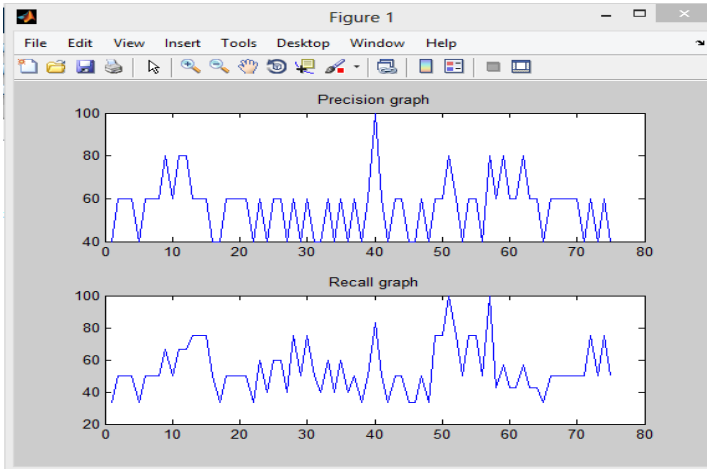 Figure 1
File Edit View Insert Tools Desktop Window Help
Precision graph
100
80
60
40
0 10 20 30 40 50 60 70 80
Recall graph
100
80
60
40
20
0 10 20 30 40 50 60 70 80